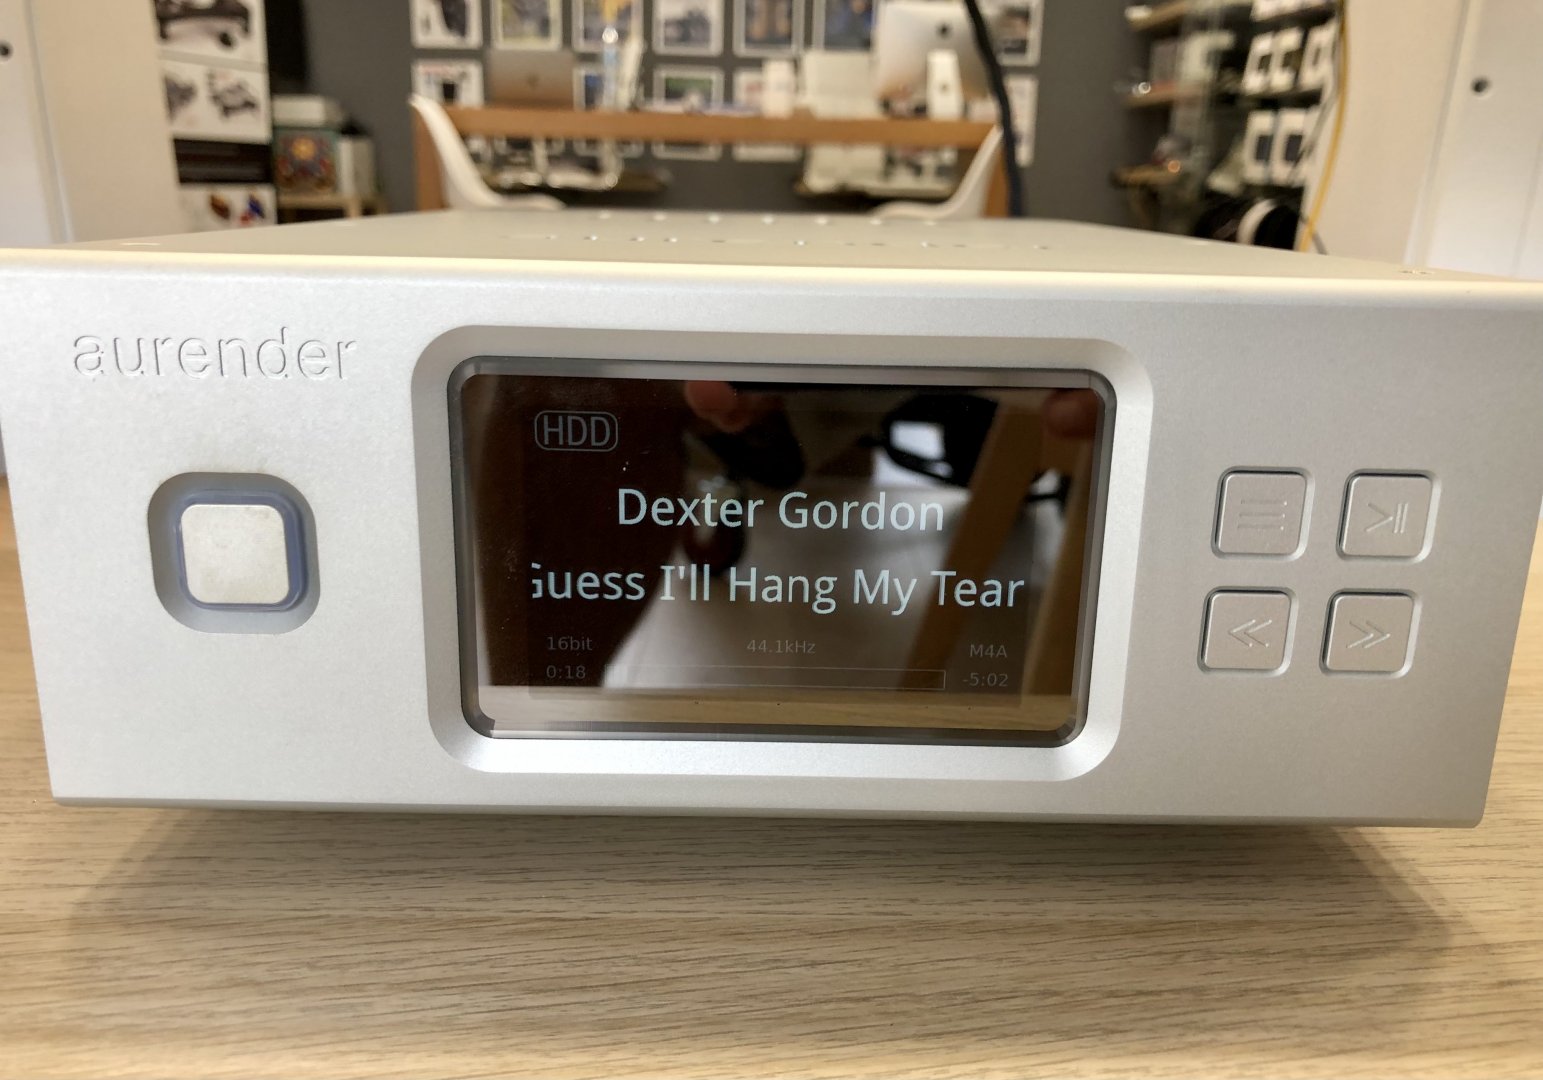 aurender
HDD
Dexter Gordon
Guess I'll Hang My Tear
16bit 44.1kHz M4A
0:18 -5:02